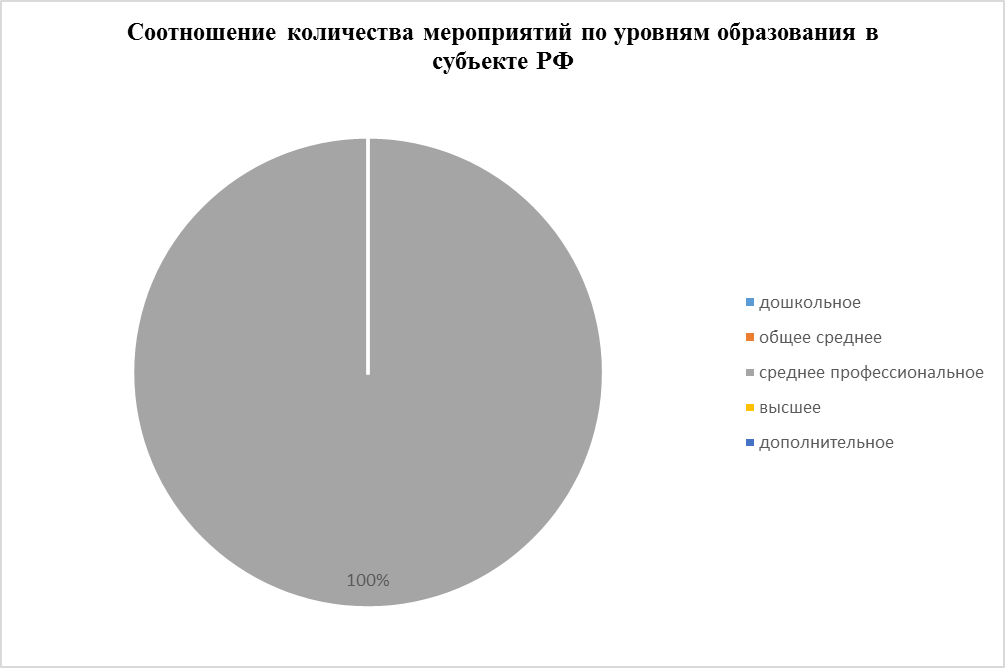 Соотношение количества мероприятий по уровням образования в
субъекте РФ
дошкольное
общее среднее
среднее профессиональное
высшее
дополнительное
100%